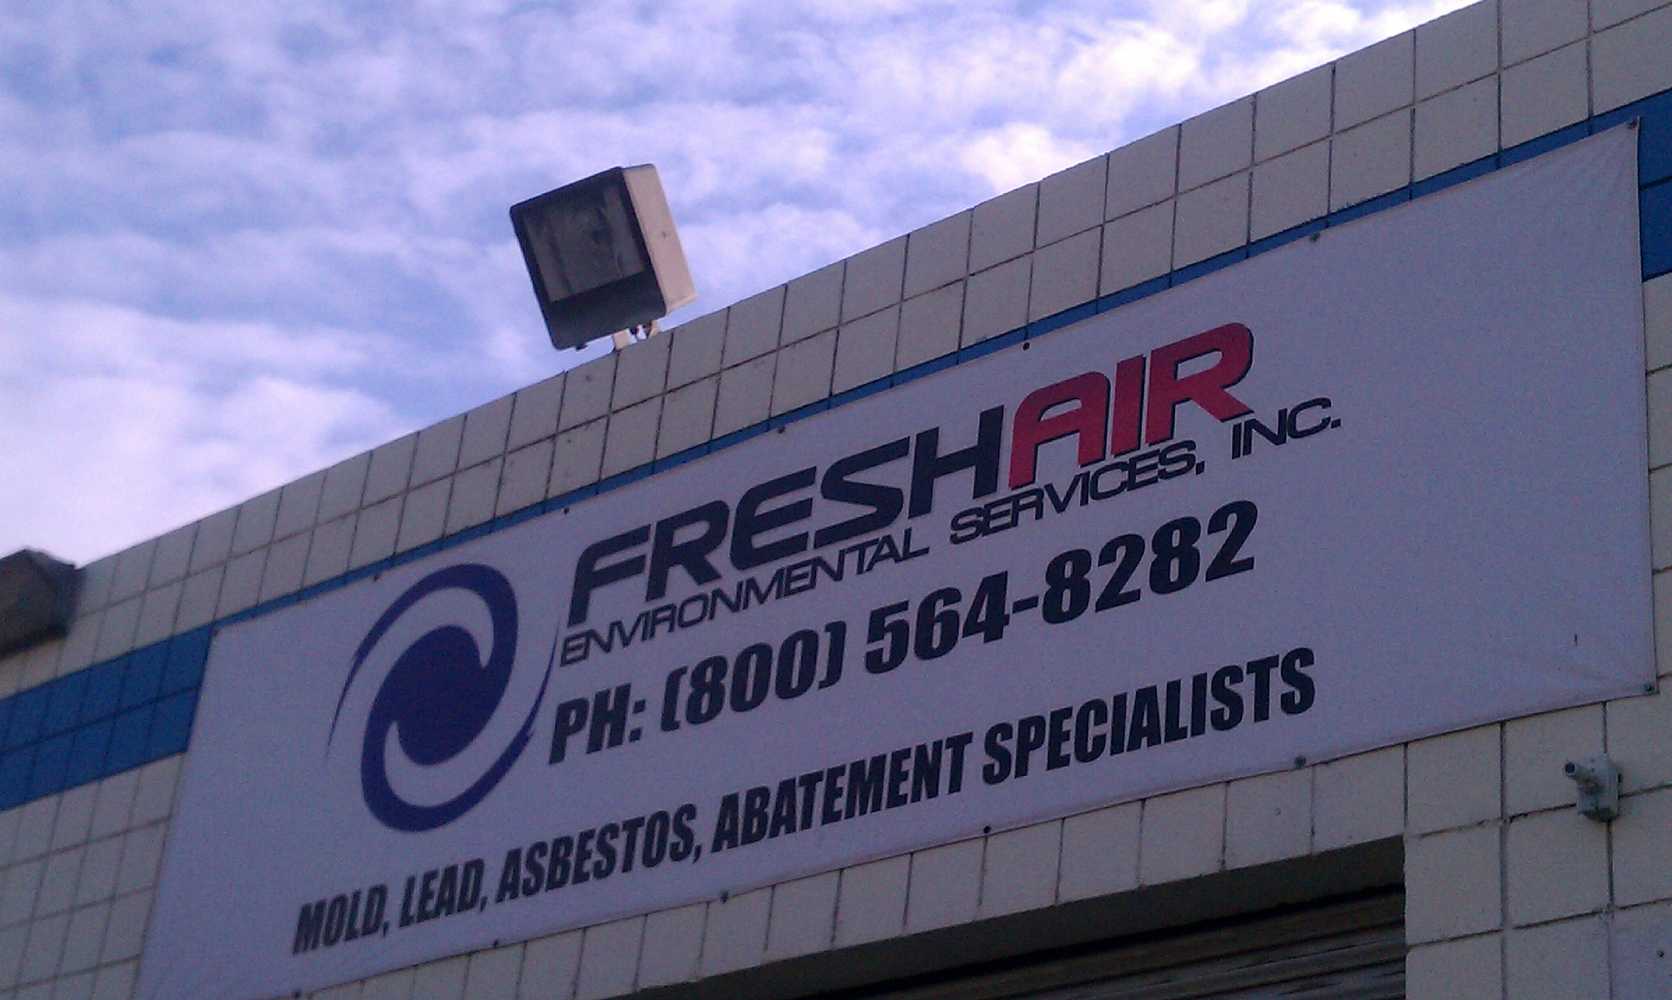 FRESHAIR
ENVIRONMENTAL SERVICES, INC.
PH: (800) 564-8282
MOLD, LEAD, ASBESTOS, ABATEMENT SPECIALISTS